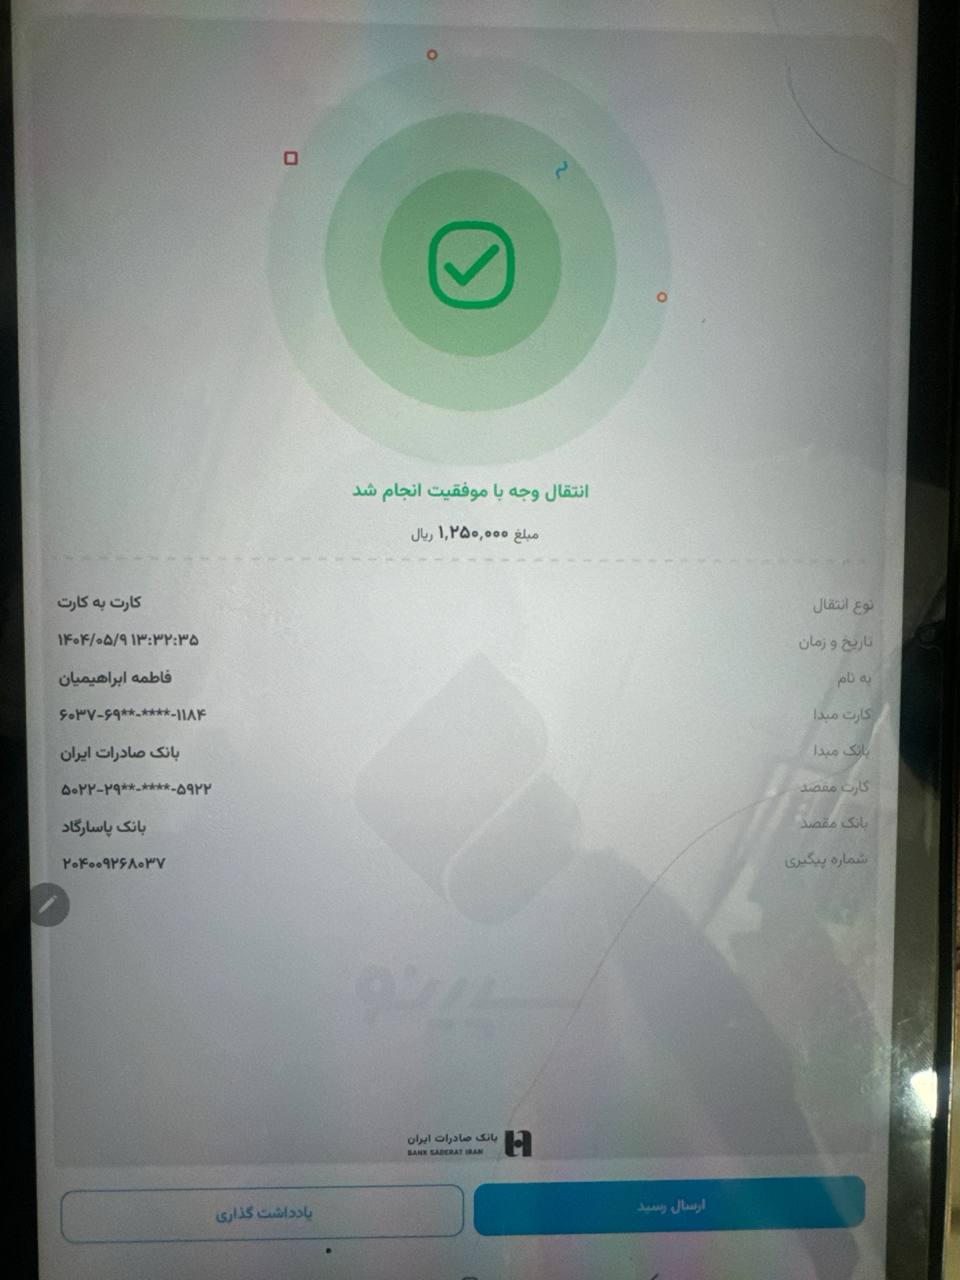 انتقال وجه با موفقیت انجام شد
مبلغ ۱,۲۵۰,۰۰۰ ریال
نوع انتقال کارت به کارت
تاریخ و زمان ۱۴۰۴/۰۵/۹ ۱۳:۳۲:۳۵
به نام فاطمه ابراهیمیان
کارت مبدا ۶۰۳۷-۶۹**-****-۱۱۸۴
بانک مبدا بانک صادرات ایران
کارت مقصد ۵۰۲۲-۲۹**-****-۵۹۲۲
بانک مقصد بانک پاسارگاد
شماره پیگیری ۲۰۴۰۰۹۲۶۸۰۳۷
سپینو
بانک صادرات ایران
BANK SADERAT IRAN
ارسال رسید
یادداشت گذاری